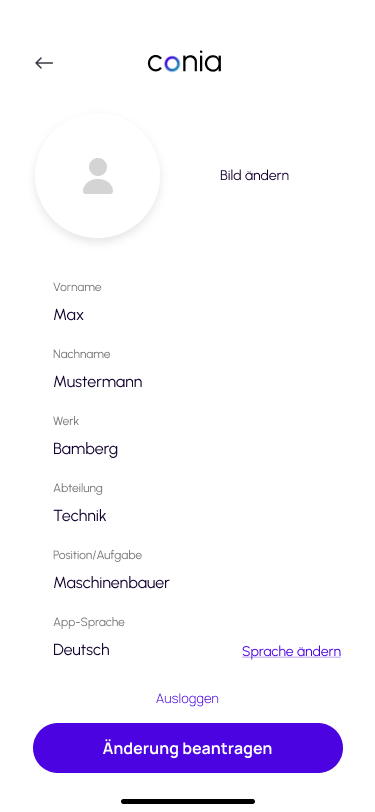 conia
Bild ändern
Vorname
Max
Nachname
Mustermann
Werk
Bamberg
Abteilung
Technik
Position/Aufgabe
Maschinenbauer
App-Sprache
Deutsch
Sprache ändern
Ausloggen
Änderung beantragen